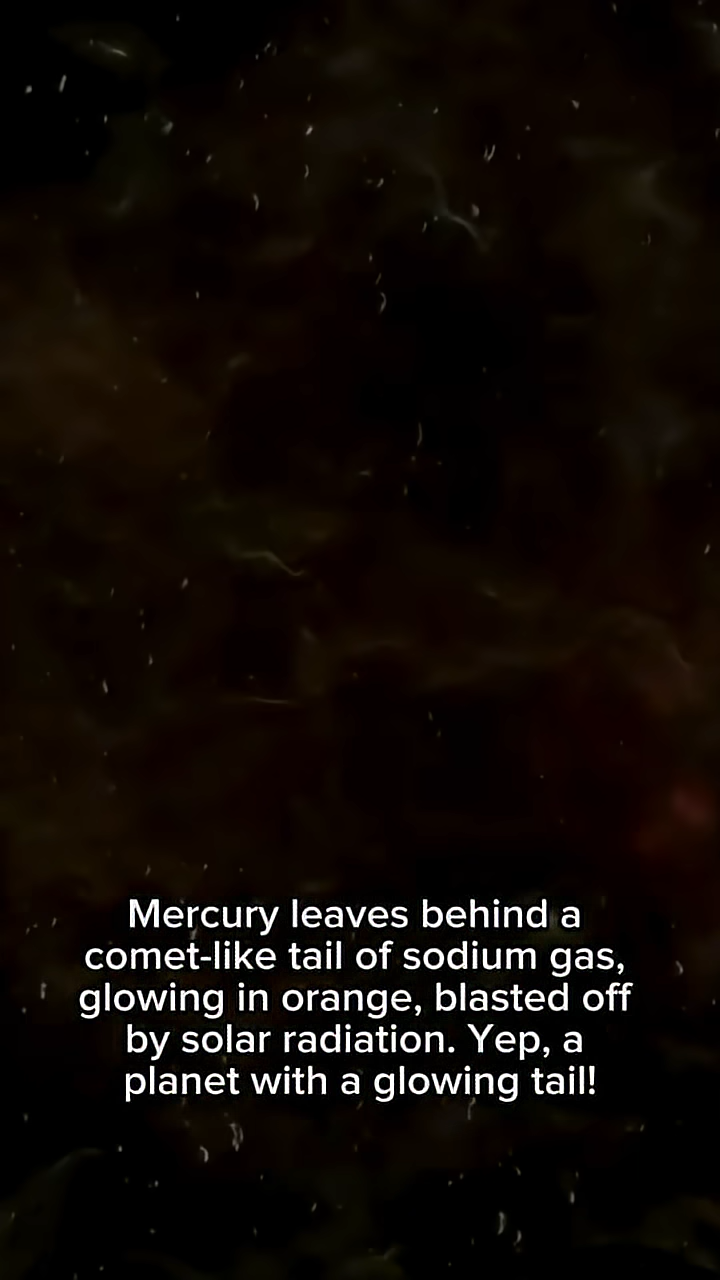 Mercury leaves behind a
comet-like tail of sodium gas,
glowing in orange, blasted off
by solar radiation. Yep, a
planet with a glowing tail!